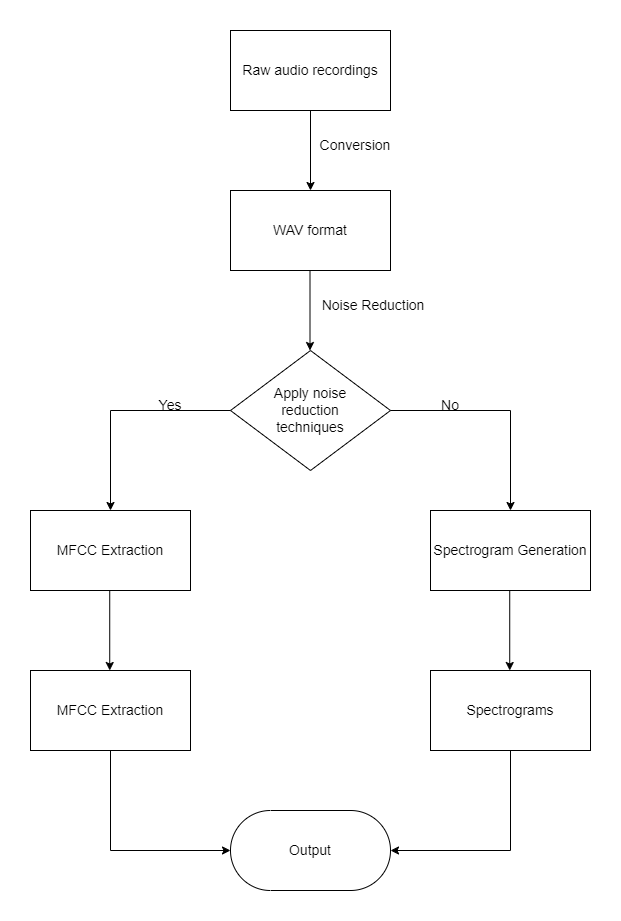 Raw audio recordings
Conversion
WAV format
Noise Reduction
Apply noise
reduction
techniques
Yes
No
MFCC Extraction
Spectrogram Generation
MFCC Extraction
Spectrograms
Output